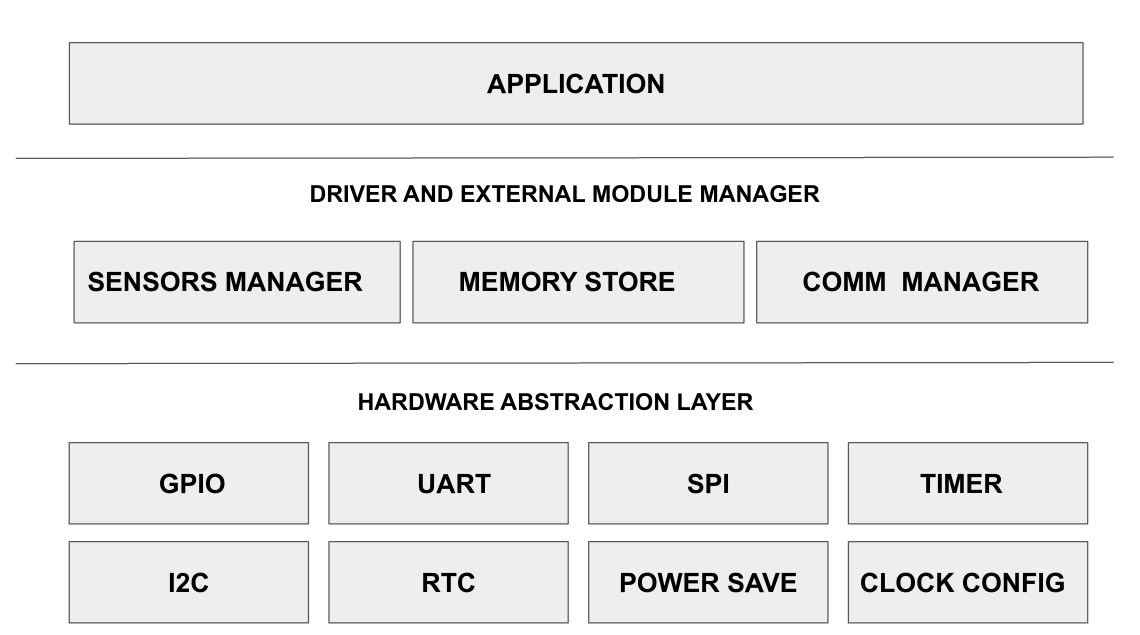 APPLICATION
DRIVER AND EXTERNAL MODULE MANAGER
SENSORS MANAGER
MEMORY STORE
COMM  MANAGER
HARDWARE ABSTRACTION LAYER
GPIO
UART
SPI
TIMER
I2C
RTC
POWER SAVE
CLOCK CONFIG